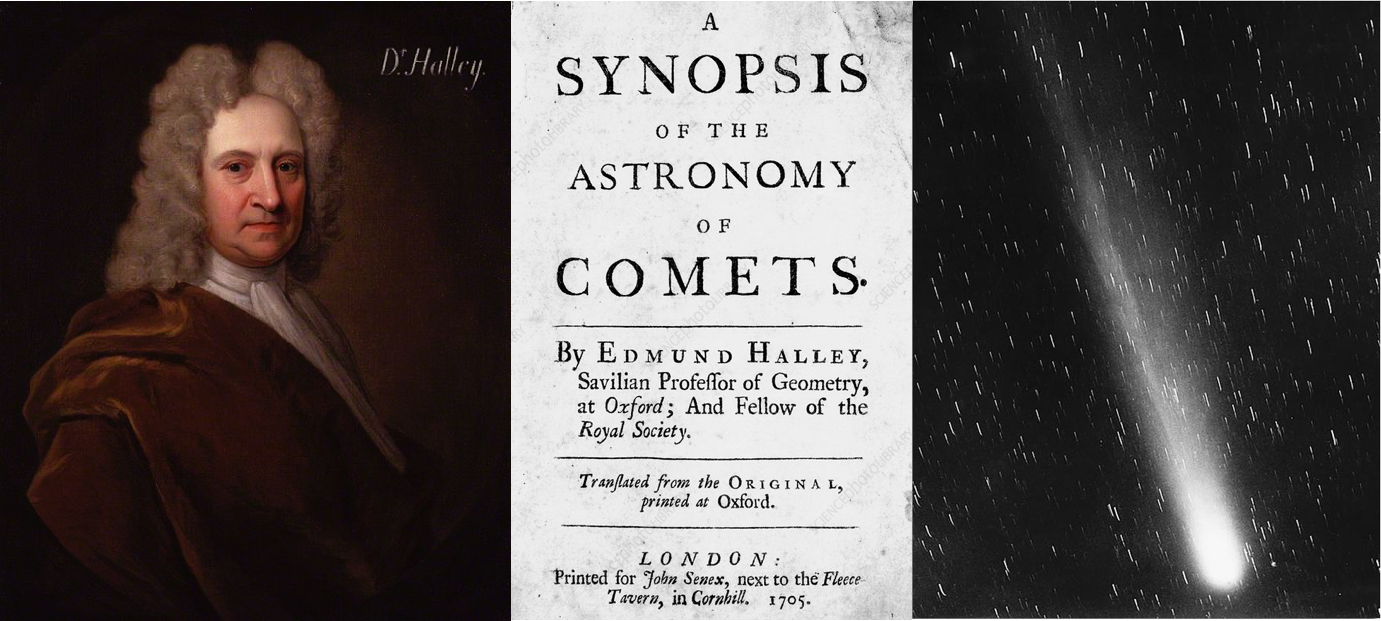 Dr. Halley.
A
SYNOPSIS
OF THE
ASTRONOMY
OF
COMETS.
By EDMUND HALLEY,
Savilian Profeſſor of Geometry,
at Oxford; And Fellow of the
Royal Society.
Tranſlated from the ORIGINAL,
printed at Oxford.
LONDON:
Printed for John Senex, next to the Fleece
Tavern, in Cornhill. 1705.